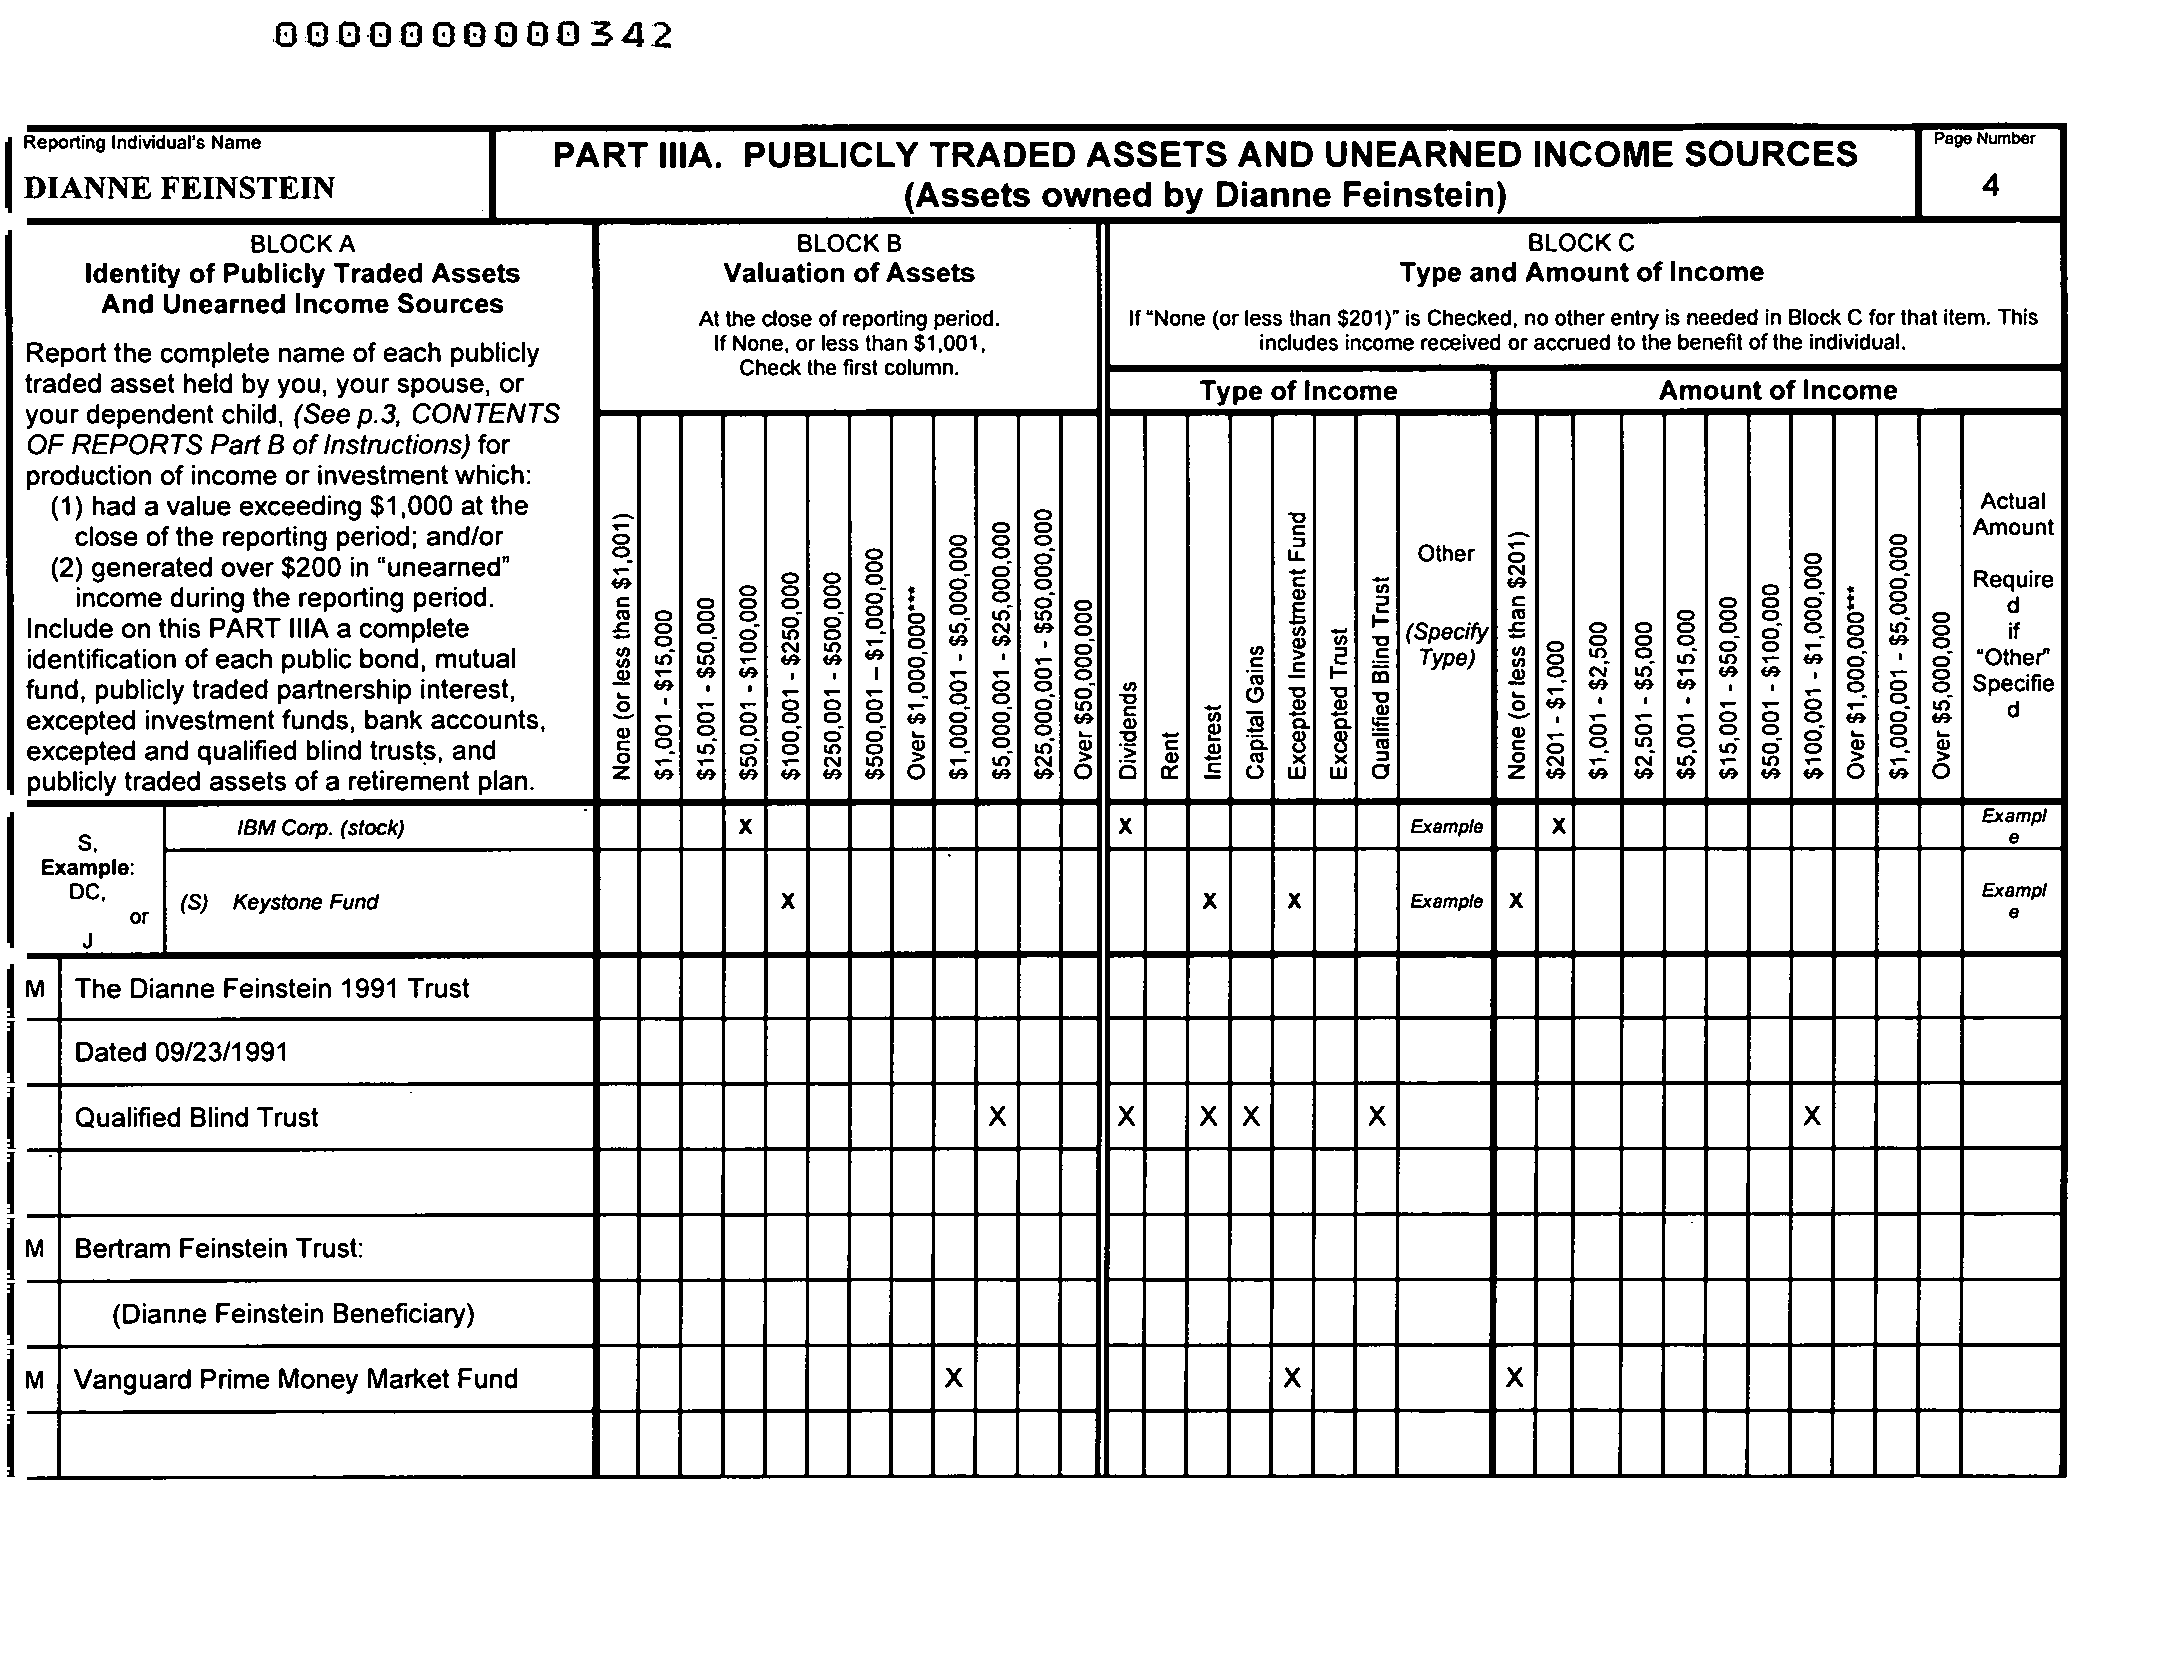 0000000000342
Reporting Individual's Name
DIANNE FEINSTEIN
PART IIIA. PUBLICLY TRADED ASSETS AND UNEARNED INCOME SOURCES
(Assets owned by Dianne Feinstein)
Page Number
4
BLOCK A
Identity of Publicly Traded Assets
And Unearned Income Sources
Report the complete name of each publicly
traded asset held by you, your spouse, or
your dependent child, (See p.3, CONTENTS
OF REPORTS Part B of Instructions) for
production of income or investment which:
(1) had a value exceeding $1,000 at the
close of the reporting period; and/or
(2) generated over $200 in "unearned"
income during the reporting period.
Include on this PART IIIA a complete
identification of each public bond, mutual
fund, publicly traded partnership interest,
excepted investment funds, bank accounts,
excepted and qualified blind trusts, and
publicly traded assets of a retirement plan.
BLOCK B
Valuation of Assets
At the close of reporting period.
If None, or less than $1,001,
Check the first column.
None (or less than $1,001)
$1,001 - $15,000
$15,001 - $50,000
$50,001 - $100,000
$100,001 - $250,000
$250,001 - $500,000
$500,001 – $1,000,000
Over $1,000,000***
$1,000,001 - $5,000,000
$5,000,001 - $25,000,000
$25,000,001 - $50,000,000
Over $50,000,000
BLOCK C
Type and Amount of Income
If "None (or less than $201)" is Checked, no other entry is needed in Block C for that item. This
includes income received or accrued to the benefit of the individual.
Type of Income
Dividends
Rent
Interest
Capital Gains
Excepted Investment Fund
Excepted Trust
Qualified Blind Trust
Other
(Specify
Type)
Amount of Income
None (or less than $201)
$201 - $1,000
$1,001 - $2,500
$2,501 - $5,000
$5,001 - $15,000
$15,001 - $50,000
$50,001 - $100,000
$100,001 - $1,000,000
Over $1,000,000***
$1,000,001 - $5,000,000
Over $5,000,000
Actual
Amount
Require
d
if
"Other"
Specifie
d
S,
Example:
DC,
or
J
IBM Corp. (stock) X X Example X Exampl
e
(S) Keystone Fund X X X Example X Exampl
e
M The Dianne Feinstein 1991 Trust
Dated 09/23/1991
Qualified Blind Trust X X X X X X
M Bertram Feinstein Trust:
(Dianne Feinstein Beneficiary)
M Vanguard Prime Money Market Fund X X X